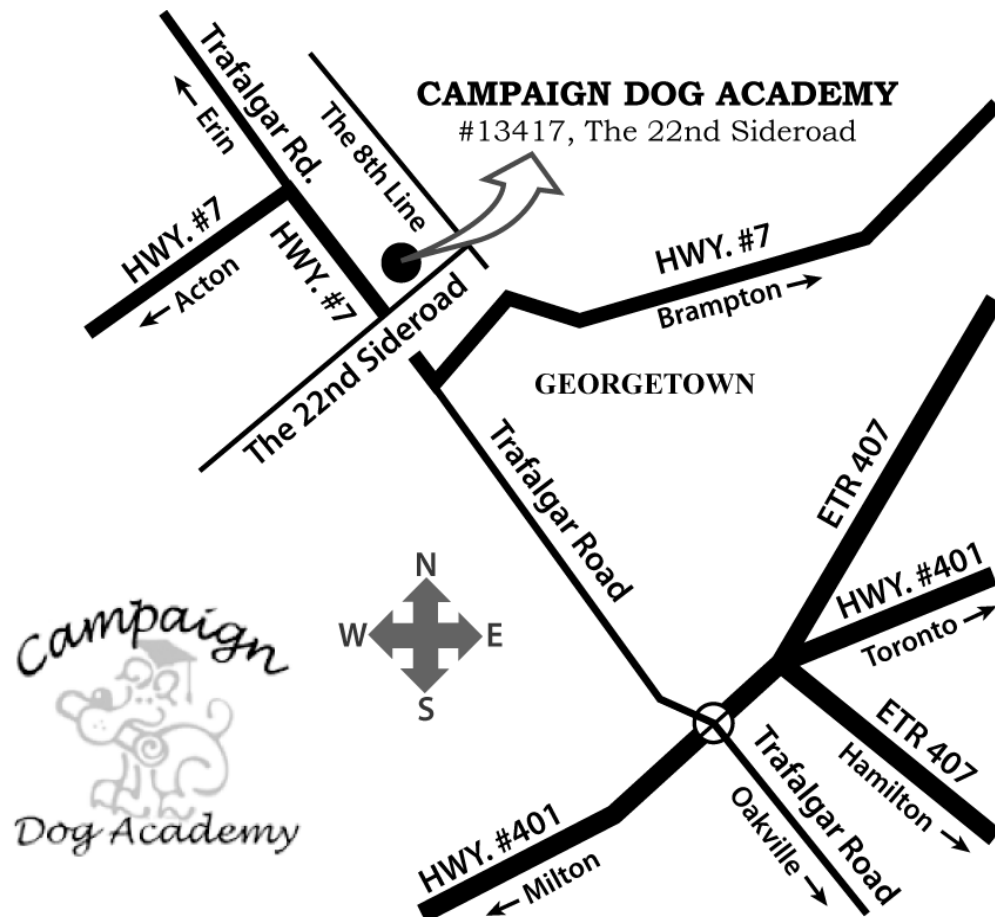 CAMPAIGN DOG ACADEMY
#13417, The 22nd Sideroad
Trafalgar Rd.
← Erin
The 8th Line
HWY. #7
← Acton
HWY. #7
The 22nd Sideroad
HWY. #7
Brampton →
GEORGETOWN
Trafalgar Road
ETR 407
HWY. #401
Toronto →
ETR 407
Hamilton →
Trafalgar Road
Oakville →
HWY. #401
← Milton
N
W E
S
Campaign
Dog Academy